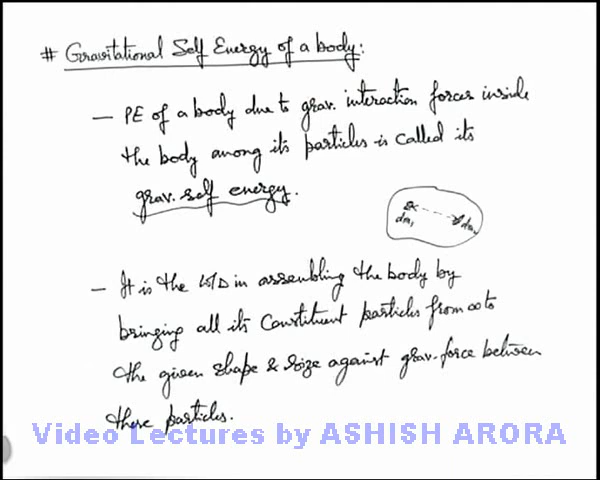 # Gravitational Self Energy of a body:
— PE of a body due to grav. interaction forces inside
the body among its particles is called its
grav. self energy.
dm₁
dm₂
— It is the W/D in assembling the body by
bringing all its Constituent particles from ∞ to
the given shape & size against grav. force between
these particles.
Video Lectures by ASHISH ARORA